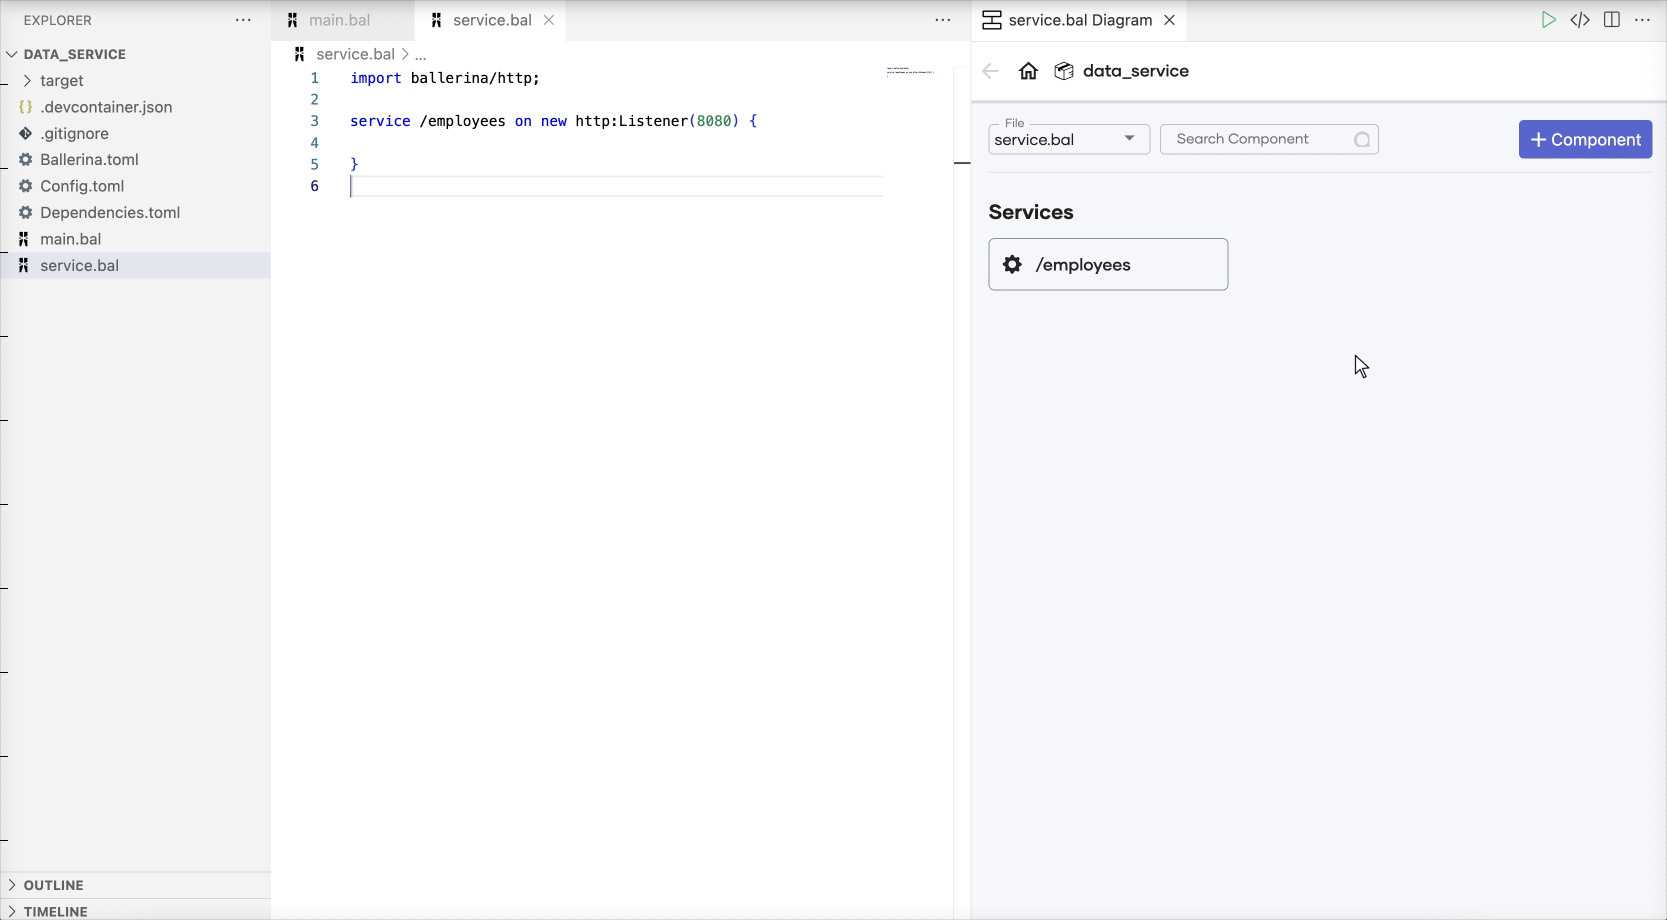 EXPLORER
DATA_SERVICE
target
{} .devcontainer.json
.gitignore
Ballerina.toml
Config.toml
Dependencies.toml
main.bal
service.bal
OUTLINE
TIMELINE
main.bal
service.bal
service.bal > ...
1 import ballerina/http;
2
3 service /employees on new http:Listener(8080) {
4
5 }
6
service.bal Diagram
data_service
File
service.bal
Search Component
+ Component
Services
/employees